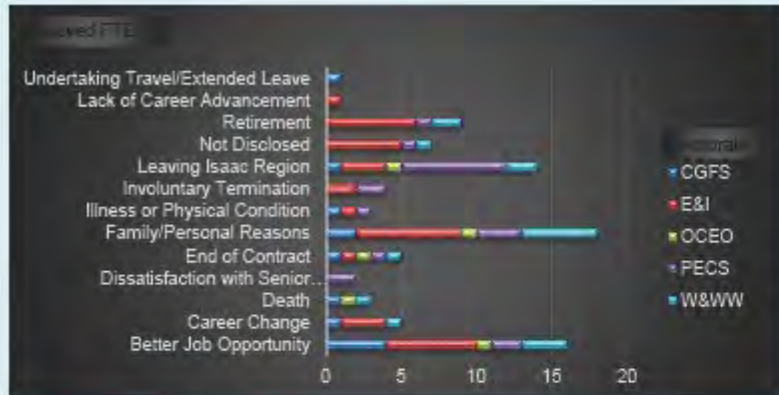 Undertaking Travel/Extended Leave
Lack of Career Advancement
Retirement
Not Disclosed
Leaving Isaac Region
Involuntary Termination
Illness or Physical Condition
Family/Personal Reasons
End of Contract
Dissatisfaction with Senior...
Death
Career Change
Better Job Opportunity
0 5 10 15 20
CGFS
E&I
OCEO
PECS
W&WW